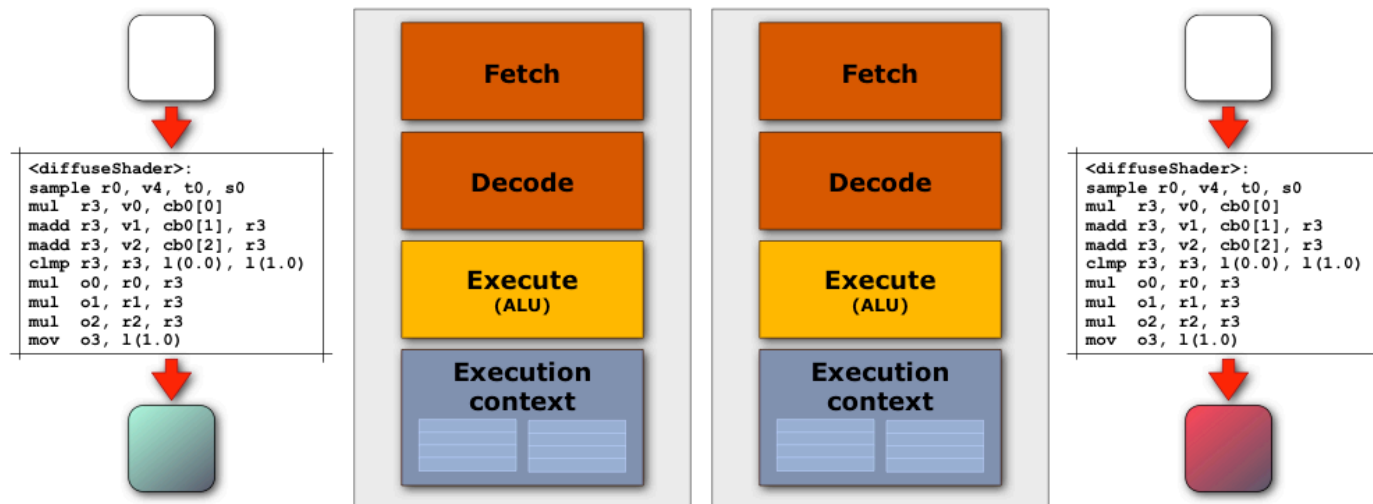 <diffuseShader>:
sample r0, v4, t0, s0
mul  r3, v0, cb0[0]
madd r3, v1, cb0[1], r3
madd r3, v2, cb0[2], r3
clmp r3, r3, l(0.0), l(1.0)
mul  o0, r0, r3
mul  o1, r1, r3
mul  o2, r2, r3
mov  o3, l(1.0)
Fetch
Decode
Execute
(ALU)
Execution
context
Fetch
Decode
Execute
(ALU)
Execution
context
<diffuseShader>:
sample r0, v4, t0, s0
mul  r3, v0, cb0[0]
madd r3, v1, cb0[1], r3
madd r3, v2, cb0[2], r3
clmp r3, r3, l(0.0), l(1.0)
mul  o0, r0, r3
mul  o1, r1, r3
mul  o2, r2, r3
mov  o3, l(1.0)